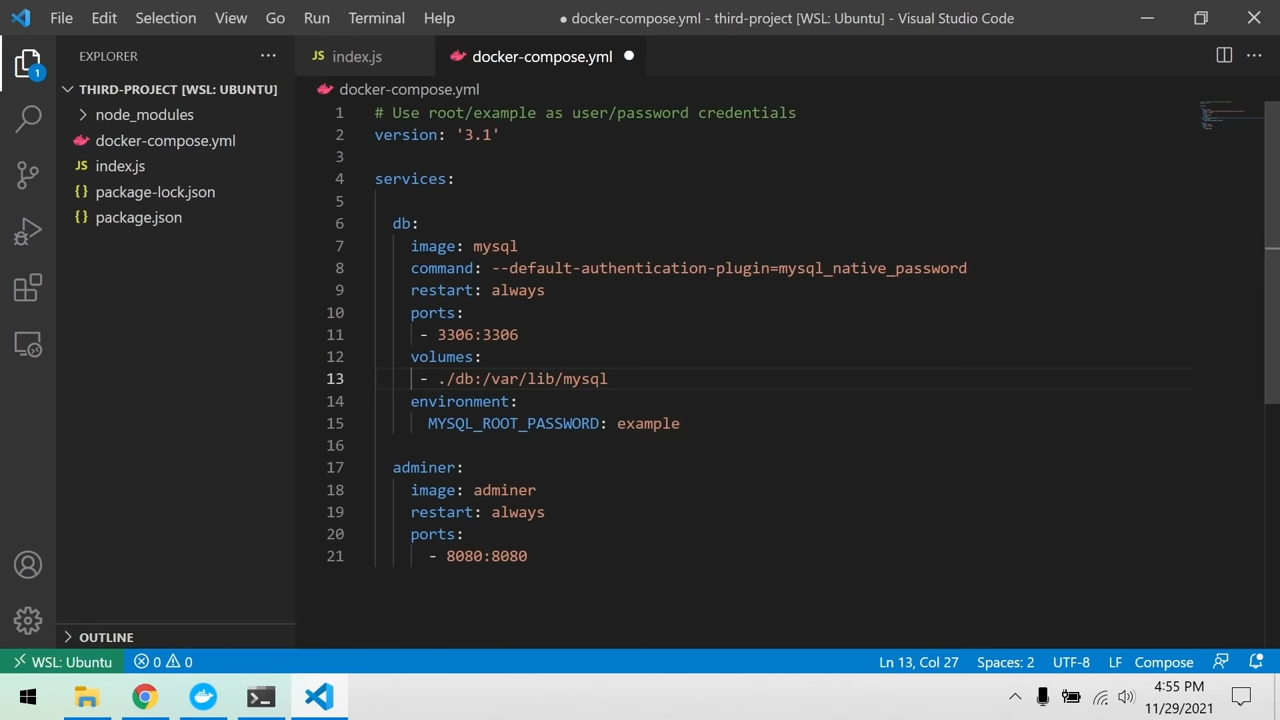 File Edit Selection View Go Run Terminal Help
● docker-compose.yml - third-project [WSL: Ubuntu] - Visual Studio Code
EXPLORER
JS index.js
docker-compose.yml
1
THIRD-PROJECT [WSL: UBUNTU]
node_modules
docker-compose.yml
JS index.js
{} package-lock.json
{} package.json
docker-compose.yml
1 # Use root/example as user/password credentials
2 version: '3.1'
3
4 services:
5
6 db:
7 image: mysql
8 command: --default-authentication-plugin=mysql_native_password
9 restart: always
10 ports:
11 - 3306:3306
12 volumes:
13 - ./db:/var/lib/mysql
14 environment:
15 MYSQL_ROOT_PASSWORD: example
16
17 adminer:
18 image: adminer
19 restart: always
20 ports:
21 - 8080:8080
OUTLINE
WSL: Ubuntu 0 0 Ln 13, Col 27 Spaces: 2 UTF-8 LF Compose
4:55 PM
11/29/2021